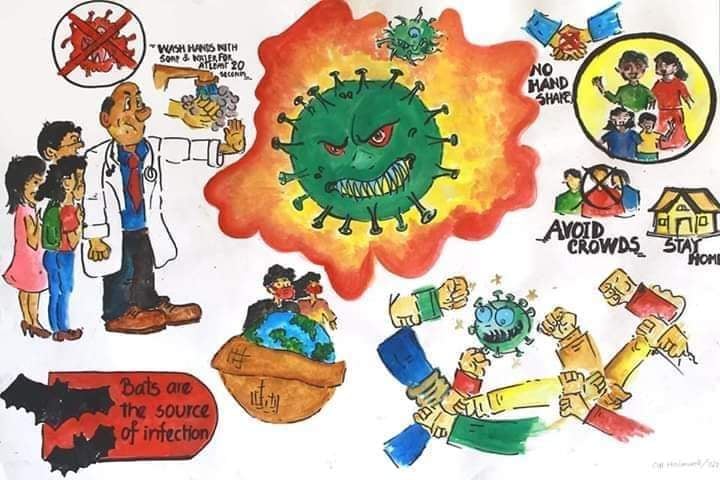 WASH HANDS WITH
SOAP & WATER FOR
ATLEAST 20
SECONDS
NO
HAND
SHAKE
AVOID
CROWDS
STAY
HOME
Bats are
the source
of infection